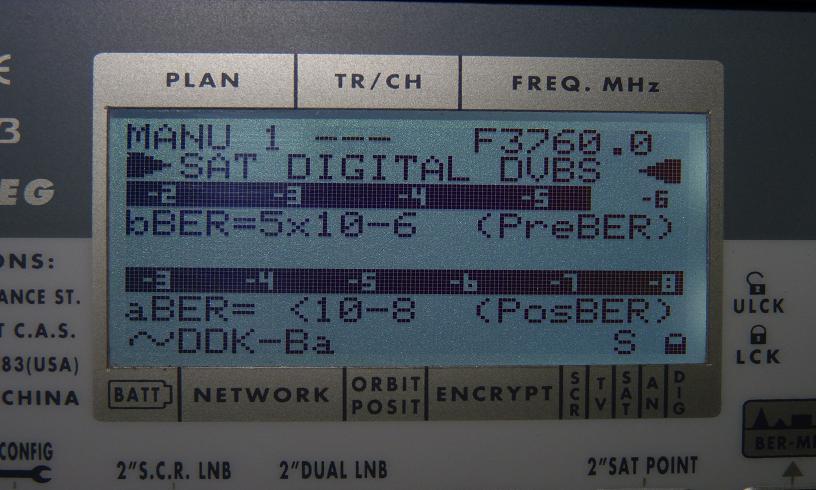 PLAN TR/CH FREQ. MHz
MANU 1 --- F3760.0
SAT DIGITAL DVBS
-2 -3 -4 -5 -6
bBER=5x10-6 (PreBER)
-3 -4 -5 -6 -7 -8
aBER= <10-8 (PosBER)
~DDK-Ba S
BATT NETWORK ORBIT POSIT ENCRYPT SCR TV SAT AN DIG
EG
ONS:
ANCE ST.
T C.A.S.
83(USA)
CHINA
ULCK
LCK
CONFIG
2"S.C.R. LNB 2"DUAL LNB 2"SAT POINT